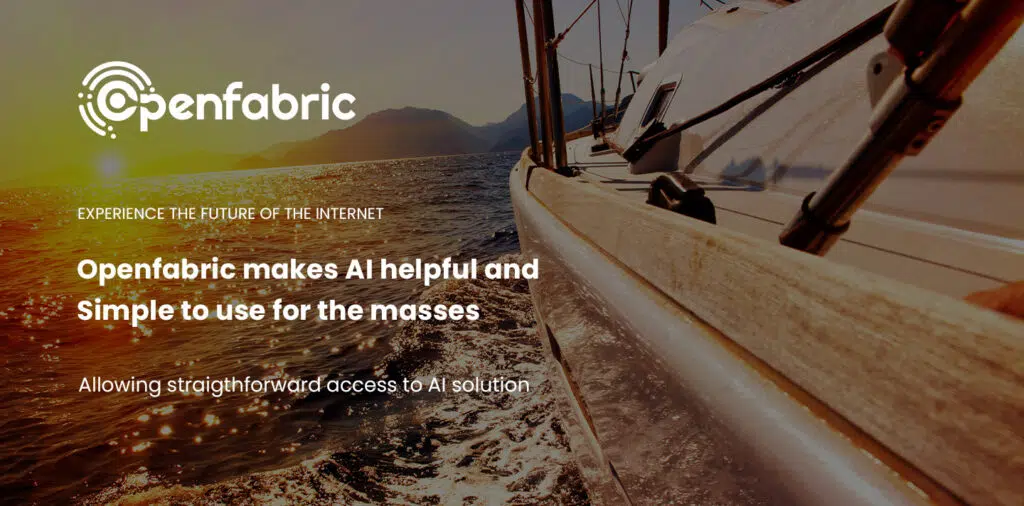 Openfabric
EXPERIENCE THE FUTURE OF THE INTERNET
Openfabric makes AI helpful and
Simple to use for the masses
Allowing straigthforward access to AI solution